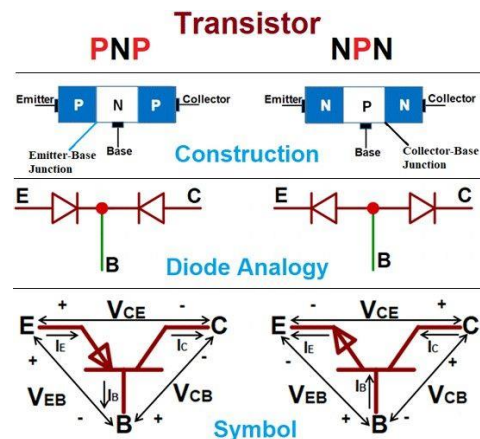 Transistor
PNP NPN
Emitter P N P Collector
Emitter N P N Collector
Emitter-Base
Junction
Base
Construction
Base
Collector-Base
Junction
E C
B
E C
B
Diode Analogy
+ VCE -
E C
IE IC
+ -
VEB IB VCB
- B +
- VCE +
E C
IE IC
- +
VEB IB VCB
+ B -
Symbol